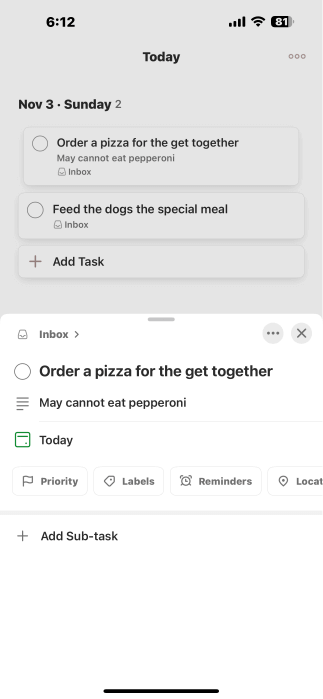 6:12
81
Today
Nov 3 · Sunday 2
Order a pizza for the get together
May cannot eat pepperoni
Inbox
Feed the dogs the special meal
Inbox
Add Task
Inbox
Order a pizza for the get together
May cannot eat pepperoni
Today
Priority Labels Reminders Locat
Add Sub-task